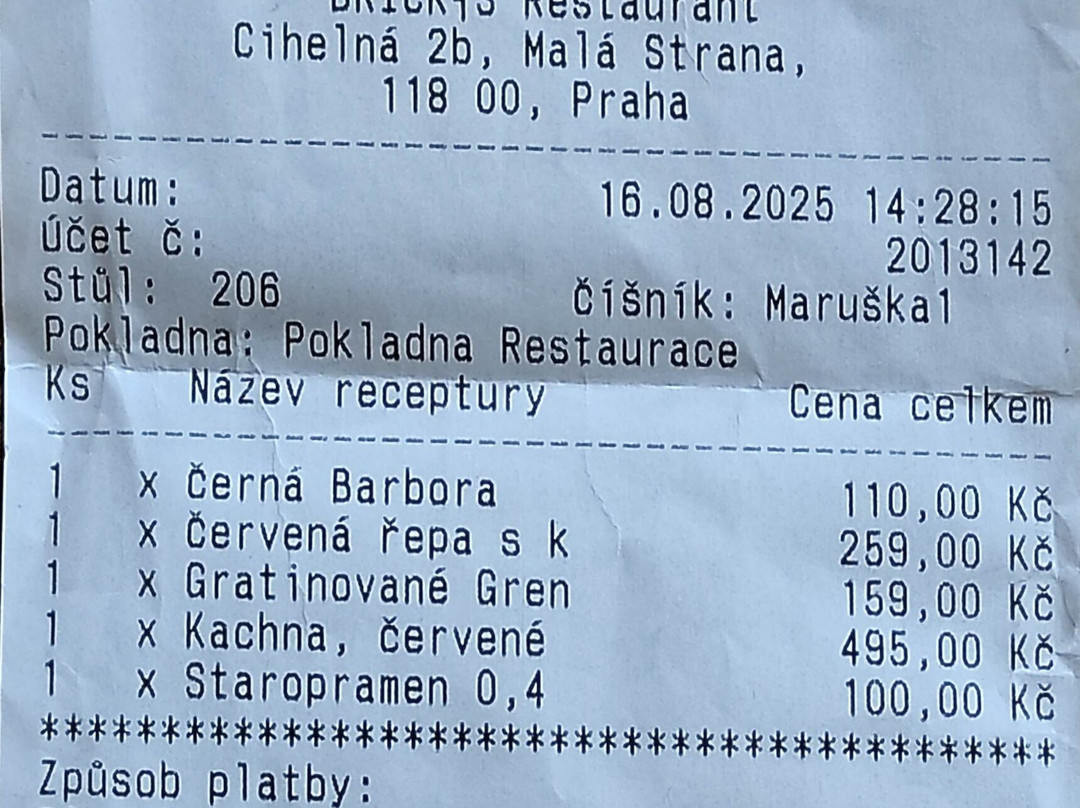 Restaurant
Cihelná 2b, Malá Strana,
118 00, Praha
Datum: 16.08.2025 14:28:15
Účet č: 2013142
Stůl: 206 Číšník: Maruška1
Pokladna: Pokladna Restaurace
Ks Název receptury Cena celkem
1 x Černá Barbora 110,00 Kč
1 x Červená řepa s k 259,00 Kč
1 x Gratinované Gren 159,00 Kč
1 x Kachna, červené 495,00 Kč
1 x Staropramen 0,4 100,00 Kč
******************************************
Způsob platby: